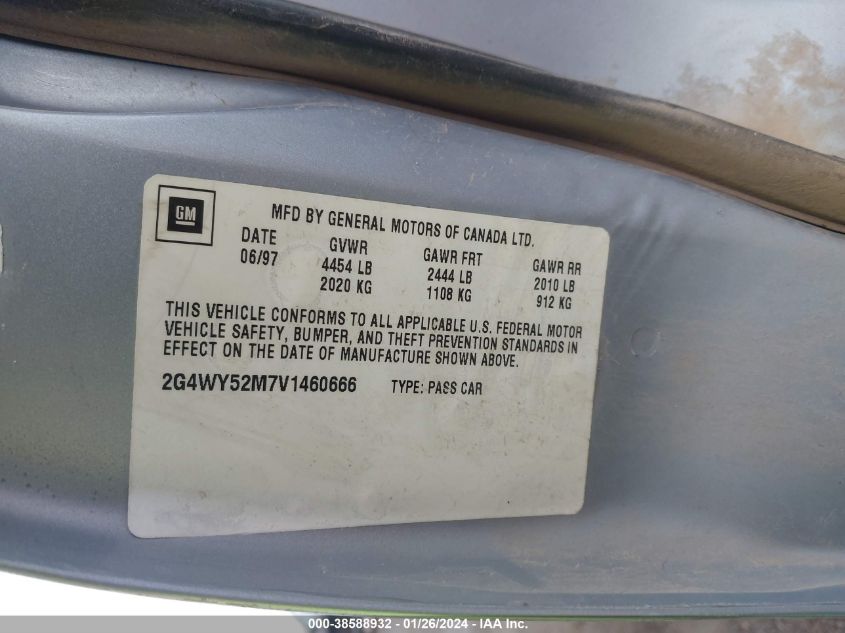 GM
MFD BY GENERAL MOTORS OF CANADA LTD.
DATE GVWR GAWR FRT GAWR RR
06/97 4454 LB 2444 LB 2010 LB
2020 KG 1108 KG 912 KG
THIS VEHICLE CONFORMS TO ALL APPLICABLE U.S. FEDERAL MOTOR
VEHICLE SAFETY, BUMPER, AND THEFT PREVENTION STANDARDS IN
EFFECT ON THE DATE OF MANUFACTURE SHOWN ABOVE.
2G4WY52M7V1460666 TYPE: PASS CAR
000-38588932 - 01/26/2024 - IAA Inc.